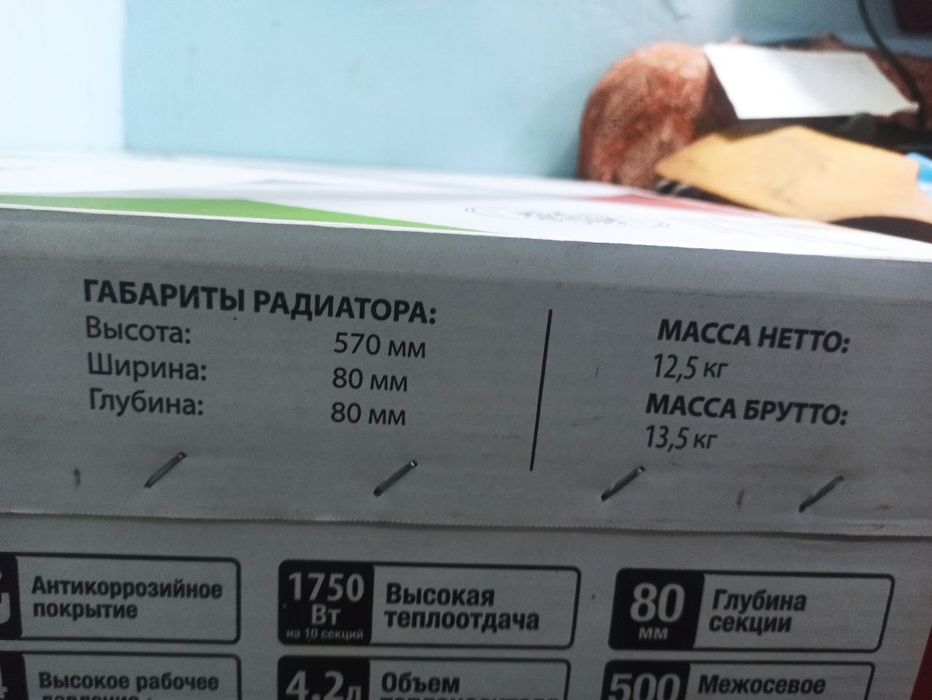 ГАБАРИТЫ РАДИАТОРА:
Высота: 570 мм
Ширина: 80 мм
Глубина: 80 мм
МАССА НЕТТО:
12,5 кг
МАССА БРУТТО:
13,5 кг
Антикоррозийное
покрытие
1750
Вт
на 10 секций
Высокая
теплоотдача
80
мм
Глубина
секции
Высокое рабочее
4,2л
Объем
500
Межосевое